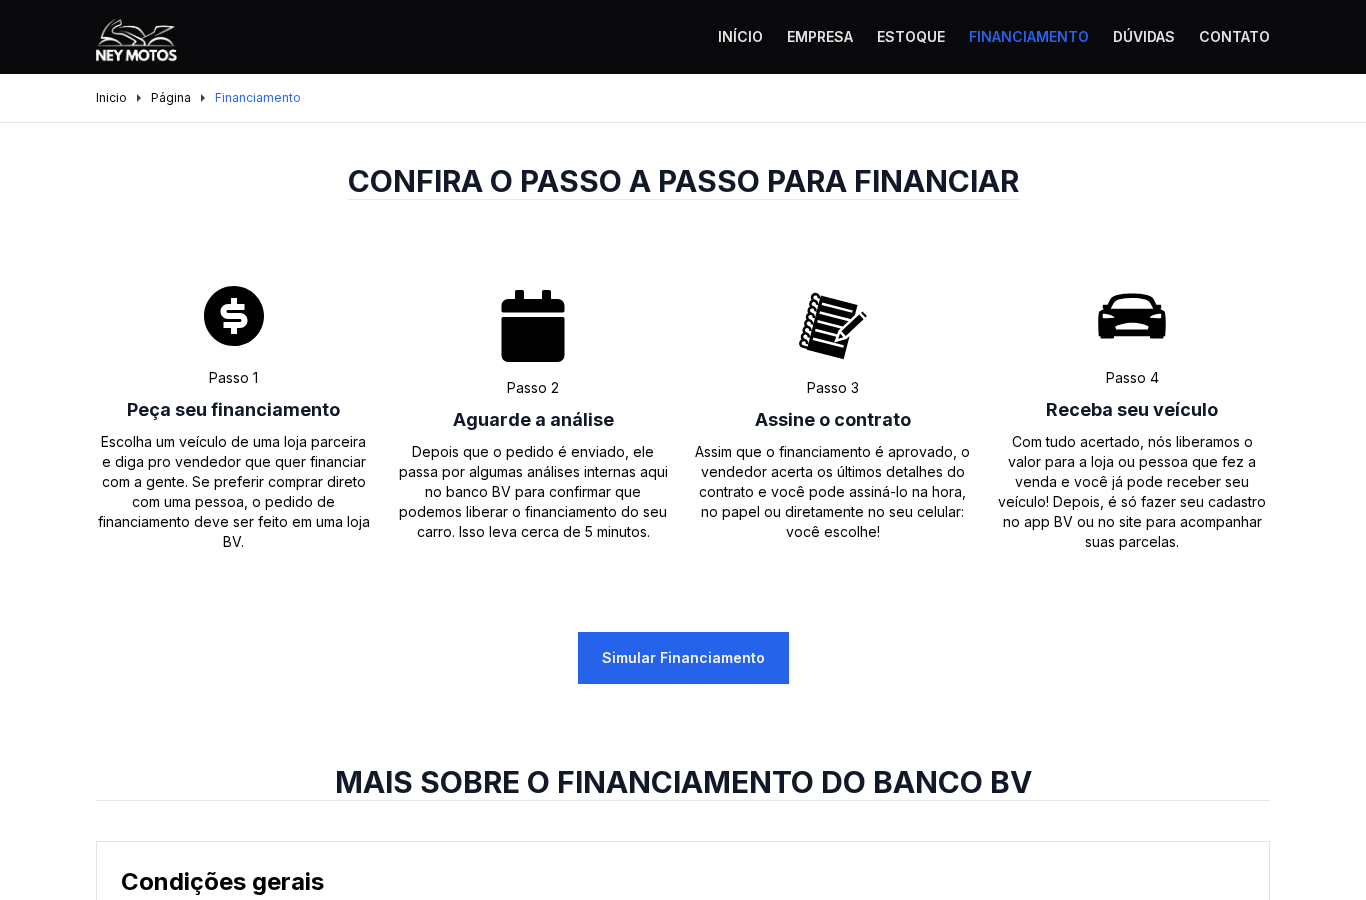 NEY MOTOS
INÍCIO EMPRESA ESTOQUE FINANCIAMENTO DÚVIDAS CONTATO
Inicio Página Financiamento
CONFIRA O PASSO A PASSO PARA FINANCIAR
Passo 1
Peça seu financiamento
Escolha um veículo de uma loja parceira
e diga pro vendedor que quer financiar
com a gente. Se preferir comprar direto
com uma pessoa, o pedido de
financiamento deve ser feito em uma loja
BV.
Passo 2
Aguarde a análise
Depois que o pedido é enviado, ele
passa por algumas análises internas aqui
no banco BV para confirmar que
podemos liberar o financiamento do seu
carro. Isso leva cerca de 5 minutos.
Passo 3
Assine o contrato
Assim que o financiamento é aprovado, o
vendedor acerta os últimos detalhes do
contrato e você pode assiná-lo na hora,
no papel ou diretamente no seu celular:
você escolhe!
Passo 4
Receba seu veículo
Com tudo acertado, nós liberamos o
valor para a loja ou pessoa que fez a
venda e você já pode receber seu
veículo! Depois, é só fazer seu cadastro
no app BV ou no site para acompanhar
suas parcelas.
Simular Financiamento
MAIS SOBRE O FINANCIAMENTO DO BANCO BV
Condições gerais